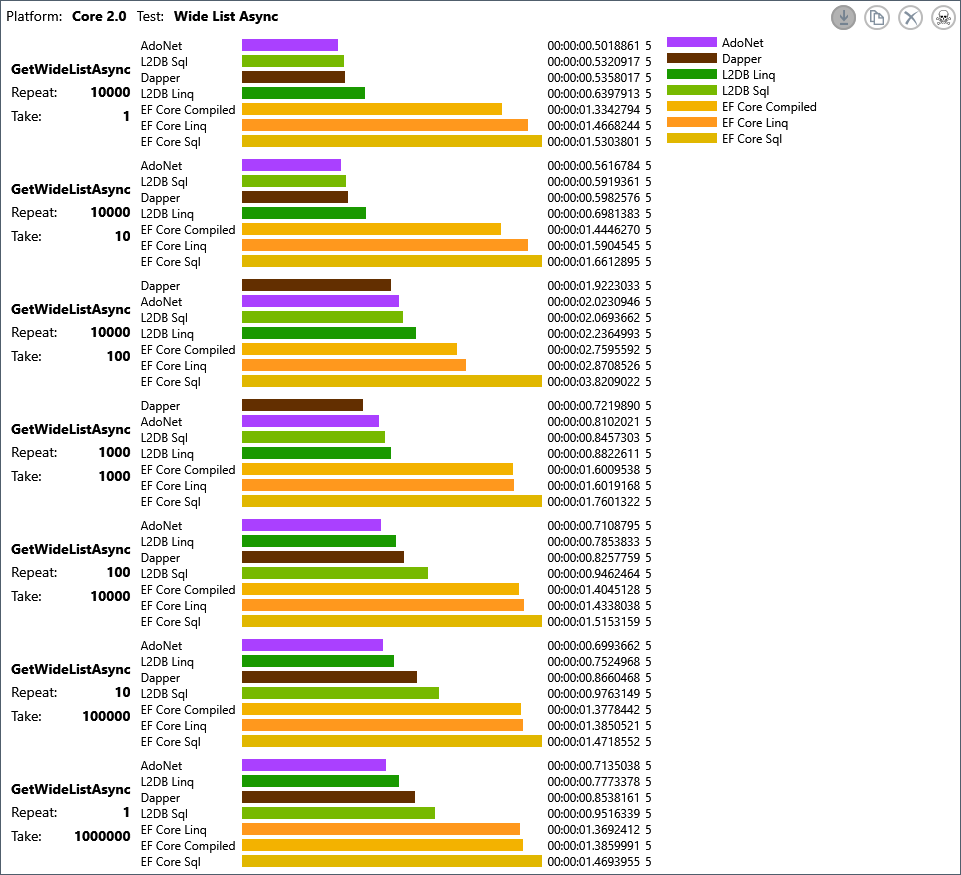 Platform: Core 2.0 Test: Wide List Async
AdoNet
Dapper
L2DB Linq
L2DB Sql
EF Core Compiled
EF Core Linq
EF Core Sql
GetWideListAsync
Repeat: 10000
Take: 1
AdoNet 00:00:00.5018861 5
L2DB Sql 00:00:00.5320917 5
Dapper 00:00:00.5358017 5
L2DB Linq 00:00:00.6397913 5
EF Core Compiled 00:00:01.3342794 5
EF Core Linq 00:00:01.4668244 5
EF Core Sql 00:00:01.5303801 5
GetWideListAsync
Repeat: 10000
Take: 10
AdoNet 00:00:00.5616784 5
L2DB Sql 00:00:00.5919361 5
Dapper 00:00:00.5982576 5
L2DB Linq 00:00:00.6981383 5
EF Core Compiled 00:00:01.4446270 5
EF Core Linq 00:00:01.5904545 5
EF Core Sql 00:00:01.6612895 5
GetWideListAsync
Repeat: 10000
Take: 100
Dapper 00:00:01.9223033 5
AdoNet 00:00:02.0230946 5
L2DB Sql 00:00:02.0693662 5
L2DB Linq 00:00:02.2364993 5
EF Core Compiled 00:00:02.7595592 5
EF Core Linq 00:00:02.8708526 5
EF Core Sql 00:00:03.8209022 5
GetWideListAsync
Repeat: 1000
Take: 1000
Dapper 00:00:00.7219890 5
AdoNet 00:00:00.8102021 5
L2DB Sql 00:00:00.8457303 5
L2DB Linq 00:00:00.8822611 5
EF Core Compiled 00:00:01.6009538 5
EF Core Linq 00:00:01.6019168 5
EF Core Sql 00:00:01.7601322 5
GetWideListAsync
Repeat: 100
Take: 10000
AdoNet 00:00:00.7108795 5
L2DB Linq 00:00:00.7853833 5
Dapper 00:00:00.8257759 5
L2DB Sql 00:00:00.9462464 5
EF Core Compiled 00:00:01.4045128 5
EF Core Linq 00:00:01.4338038 5
EF Core Sql 00:00:01.5153159 5
GetWideListAsync
Repeat: 10
Take: 100000
AdoNet 00:00:00.6993662 5
L2DB Linq 00:00:00.7524968 5
Dapper 00:00:00.8660468 5
L2DB Sql 00:00:00.9763149 5
EF Core Compiled 00:00:01.3778442 5
EF Core Linq 00:00:01.3850521 5
EF Core Sql 00:00:01.4718552 5
GetWideListAsync
Repeat: 1
Take: 1000000
AdoNet 00:00:00.7135038 5
L2DB Linq 00:00:00.7773378 5
Dapper 00:00:00.8538161 5
L2DB Sql 00:00:00.9516339 5
EF Core Linq 00:00:01.3692412 5
EF Core Compiled 00:00:01.3859991 5
EF Core Sql 00:00:01.4693955 5